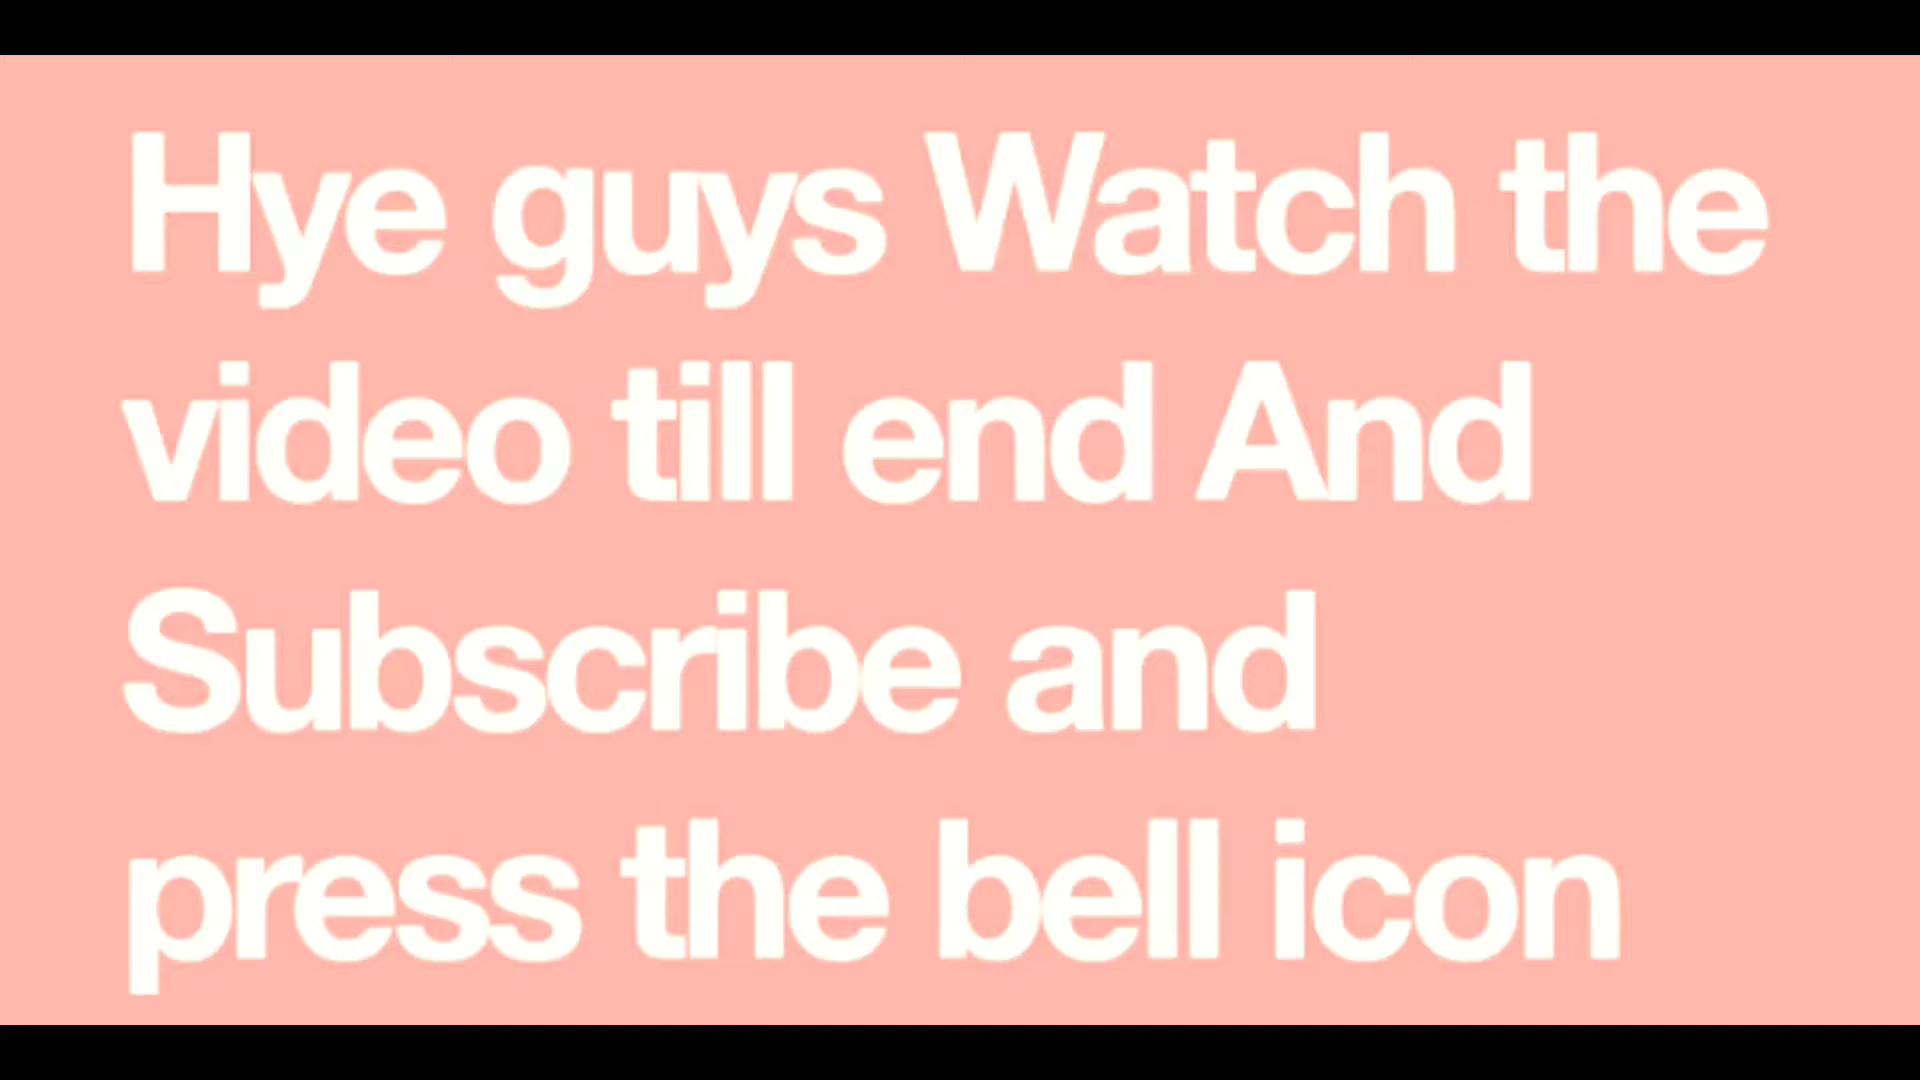 Hye guys Watch the
video till end And
Subscribe and
press the bell icon